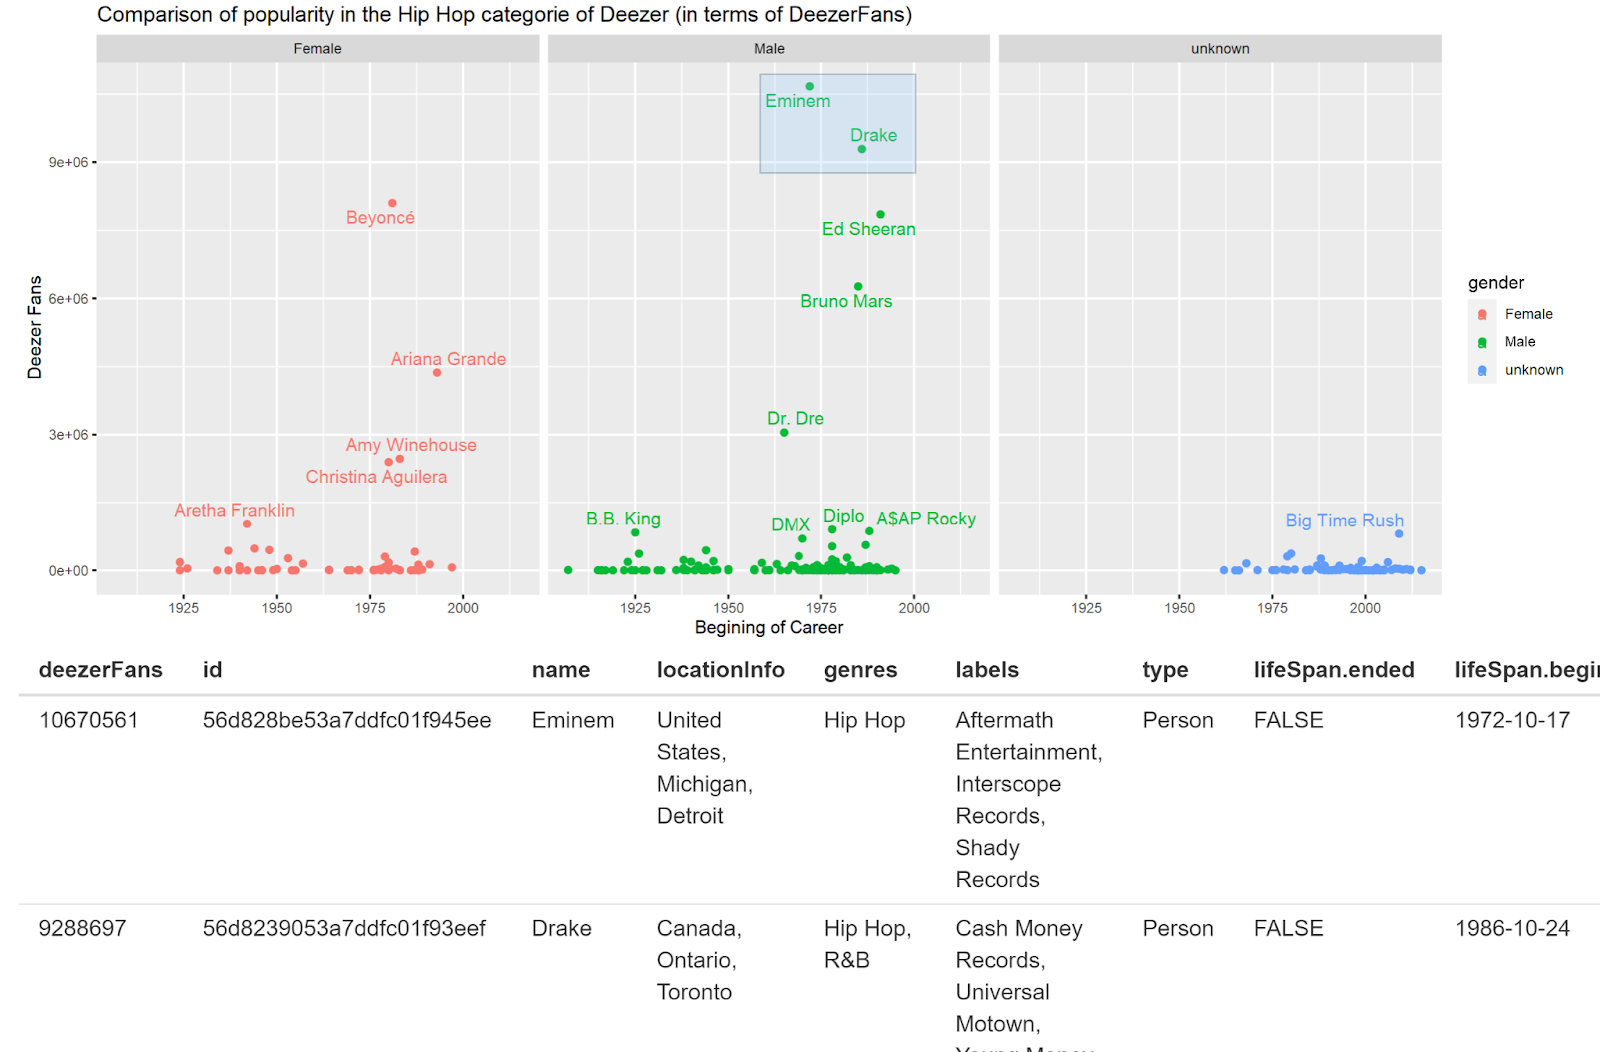 Comparison of popularity in the Hip Hop categorie of Deezer (in terms of DeezerFans)
Female
Male
unknown
Deezer Fans
9e+06
6e+06
3e+06
0e+00
Beyoncé
Ariana Grande
Amy Winehouse
Christina Aguilera
Aretha Franklin
Eminem
Drake
Ed Sheeran
Bruno Mars
Dr. Dre
B.B. King
DMX
Diplo
A$AP Rocky
Big Time Rush
1925 1950 1975 2000
1925 1950 1975 2000
1925 1950 1975 2000
Begining of Career
gender
Female
Male
unknown
deezerFans id name locationInfo genres labels type lifeSpan.ended lifeSpan.begin
10670561 56d828be53a7ddfc01f945ee Eminem United Hip Hop Aftermath Person FALSE 1972-10-17
States, Entertainment,
Michigan, Interscope
Detroit Records,
Shady
Records
9288697 56d8239053a7ddfc01f93eef Drake Canada, Hip Hop, Cash Money Person FALSE 1986-10-24
Ontario, R&B Records,
Toronto Universal
Motown,
Young Money